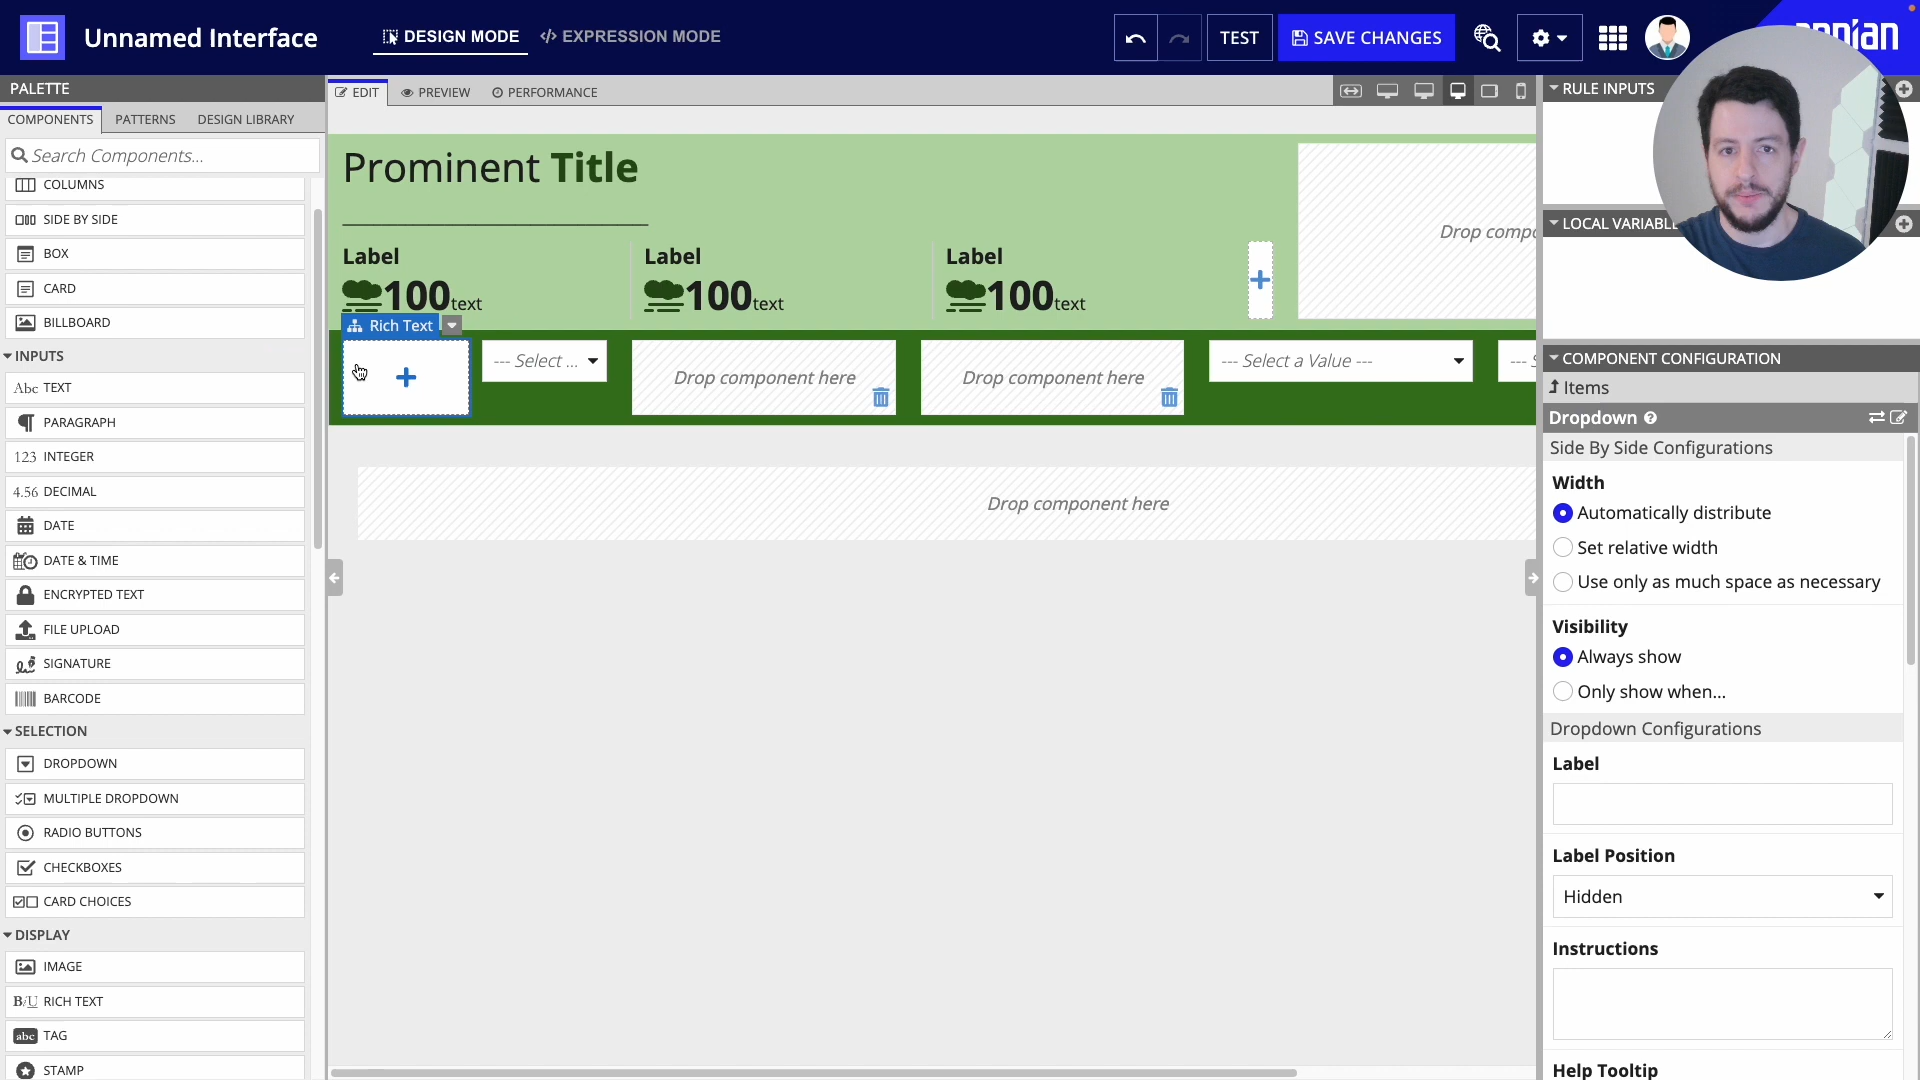 Unnamed Interface
DESIGN MODE
</> EXPRESSION MODE
TEST
SAVE CHANGES
PALETTE
EDIT
PREVIEW
PERFORMANCE
RULE INPUTS
COMPONENTS
PATTERNS
DESIGN LIBRARY
Search Components...
COLUMNS
SIDE BY SIDE
BOX
CARD
BILLBOARD
INPUTS
Abc TEXT
PARAGRAPH
123 INTEGER
4.56 DECIMAL
DATE
DATE & TIME
ENCRYPTED TEXT
FILE UPLOAD
SIGNATURE
BARCODE
SELECTION
DROPDOWN
MULTIPLE DROPDOWN
RADIO BUTTONS
CHECKBOXES
CARD CHOICES
DISPLAY
IMAGE
B/U RICH TEXT
abc TAG
STAMP
Prominent Title
Label
Label
Label
100text
100text
100text
Rich Text
--- Select ...
Drop component here
Drop component here
--- Select a Value ---
Drop component here
LOCAL
COMPONENT CONFIGURATION
Items
Dropdown
Side By Side Configurations
Width
Automatically distribute
Set relative width
Use only as much space as necessary
Visibility
Always show
Only show when...
Dropdown Configurations
Label
Label Position
Hidden
Instructions
Help Tooltip